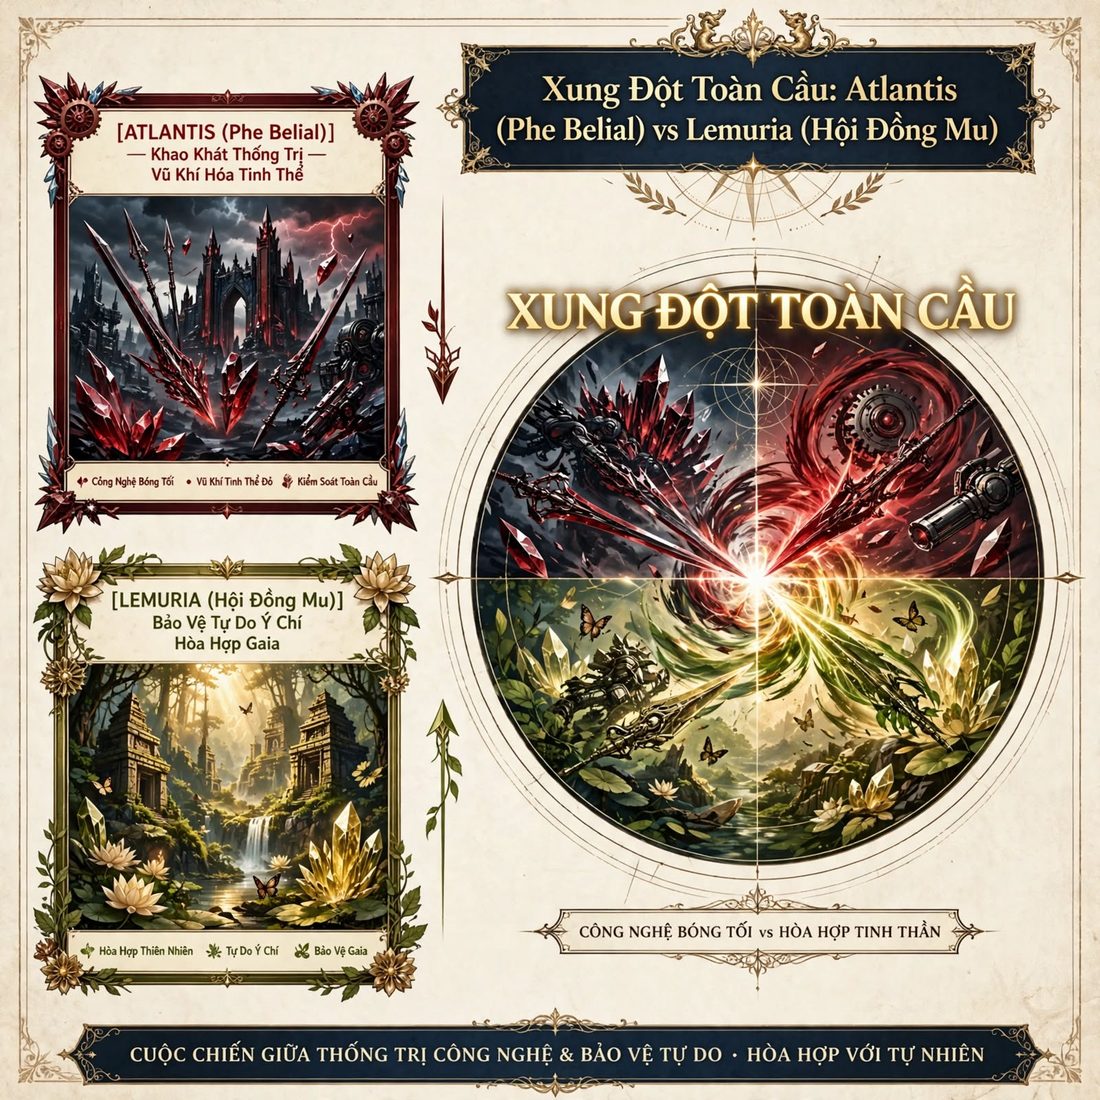 Xung Đột Toàn Cầu: Atlantis
(Phe Belial) vs Lemuria (Hội Đồng Mu)
[ATLANTIS (Phe Belial)]
— Khao Khát Thống Trị —
Vũ Khí Hóa Tinh Thể
Công Nghệ Bóng Tối • Vũ Khí Tinh Thể Đỏ Kiểm Soát Toàn Cầu
XUNG ĐỘT TOÀN CẦU
[LEMURIA (Hội Đồng Mu)]
Bảo Vệ Tự Do Ý Chí
Hòa Hợp Gaia
Hòa Hợp Thiên Nhiên Tự Do Ý Chí Bảo Vệ Gaia
CÔNG NGHỆ BÓNG TỐI vs HÒA HỢP TINH THẦN
CUỘC CHIẾN GIỮA THỐNG TRỊ CÔNG NGHỆ & BẢO VỆ TỰ DO · HÒA HỢP VỚI TỰ NHIÊN